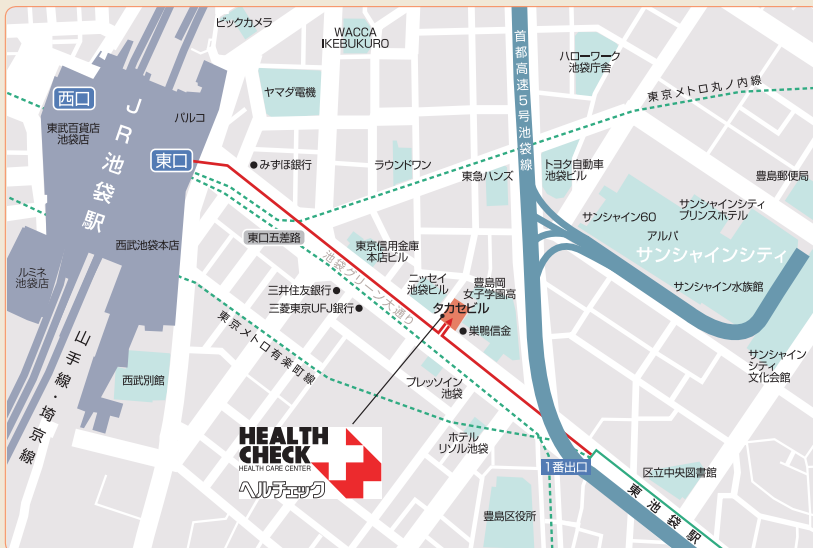 ビックカメラ
WACCA
IKEBUKURO
ハローワーク
池袋庁舎
首都高速5号池袋線
東京メトロ丸ノ内線
ヤマダ電機
西口
JR池袋駅
パルコ
東武百貨店
池袋店
東口
みずほ銀行
ラウンドワン
東急ハンズ
トヨタ自動車
池袋ビル
豊島郵便局
サンシャインシティ
プリンスホテル
サンシャイン60
アルパ
サンシャインシティ
サンシャイン水族館
サンシャイン
シティ
文化会館
東口五差路
東京信用金庫
本店ビル
西武池袋本店
池袋グリーン大通り
ニッセイ
池袋ビル
豊島岡
女子学園高
タカセビル
巣鴨信金
ルミネ
池袋店
三井住友銀行
三菱東京UFJ銀行
東京メトロ有楽町線
山手線・埼京線
西武別館
プレッソイン
池袋
ホテル
リソル池袋
HEALTH
CHECK
HEALTH CARE CENTER
ヘルチェック
1番出口
区立中央図書館
東池袋駅
豊島区役所